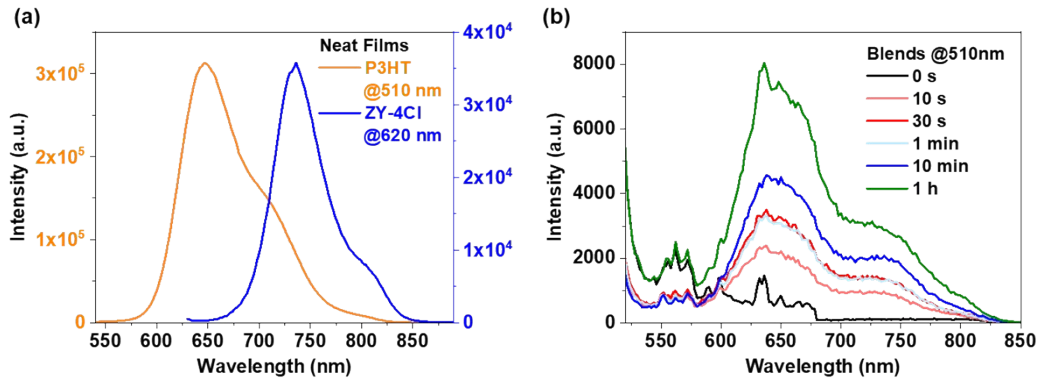 (a)
Neat Films
P3HT
@510 nm
ZY-4Cl
@620 nm
3x10⁵
2x10⁵
1x10⁵
0
4x10⁴
3x10⁴
2x10⁴
1x10⁴
0
Intensity (a.u.)
550 600 650 700 750 800 850
Wavelength (nm)
(b)
Blends @510nm
0 s
10 s
30 s
1 min
10 min
1 h
8000
6000
4000
2000
0
Intensity (a.u.)
550 600 650 700 750 800 850
Wavelength (nm)